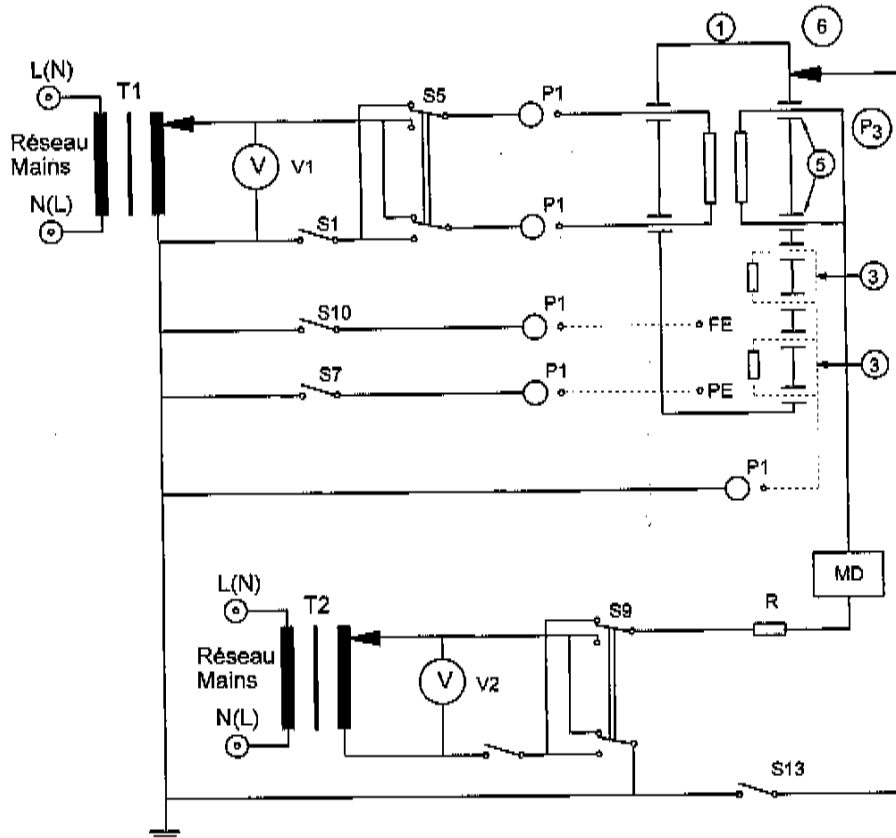 1
6
L(N)
T1
S5
P1
P3
Réseau
Mains
V
V1
5
N(L)
S1
P1
3
S10
P1
FE
S7
P1
PE
3
P1
MD
L(N)
T2
S9
R
Réseau
Mains
V
V2
N(L)
S13